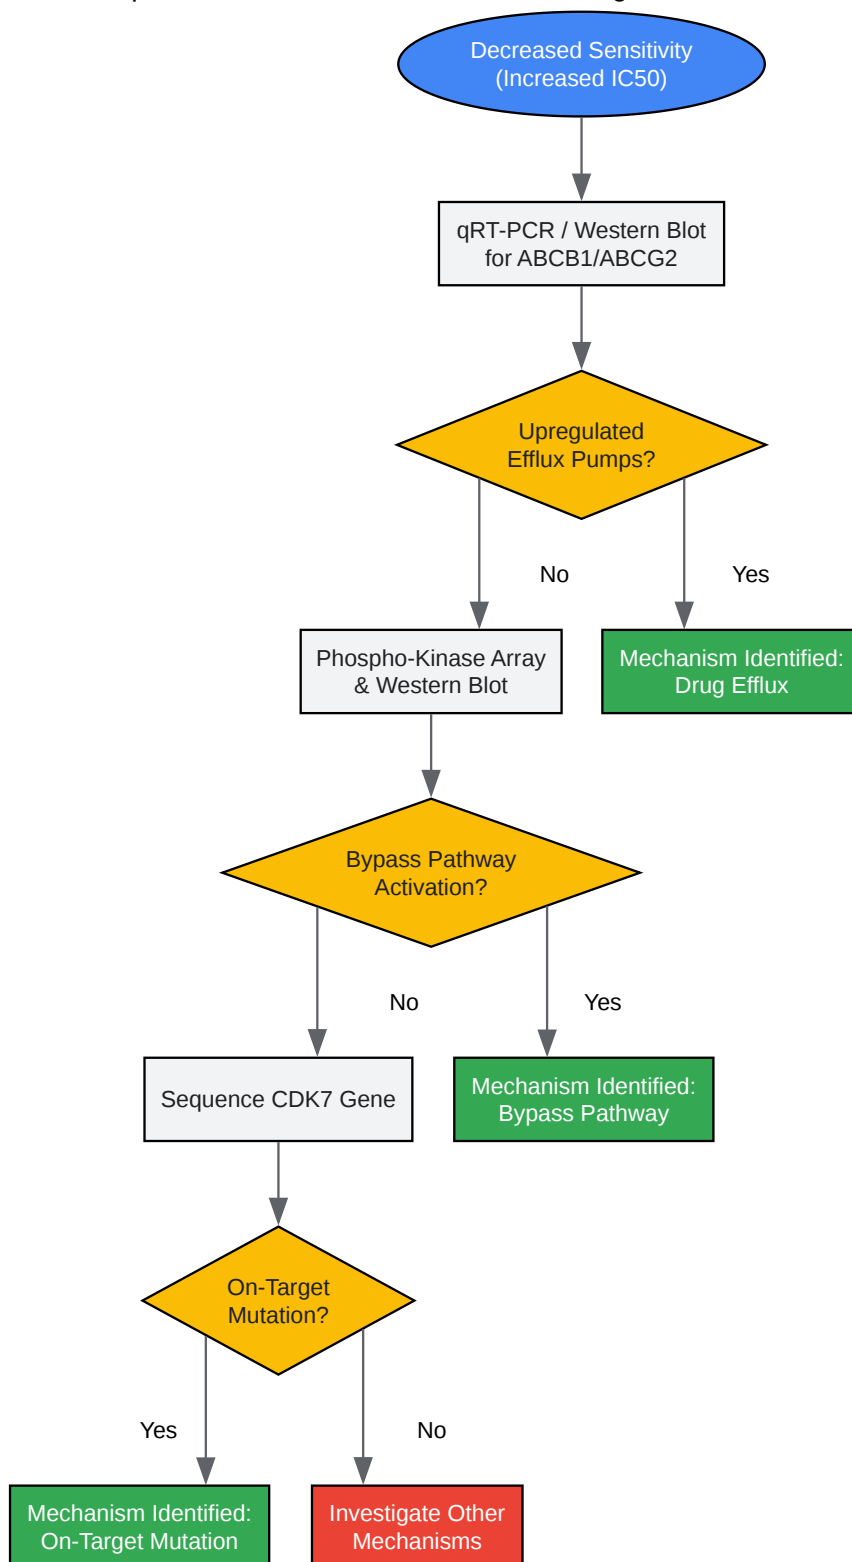 Decreased Sensitivity
(Increased IC50)
qRT-PCR / Western Blot
for ABCB1/ABCG2
Upregulated
Efflux Pumps?
No
Yes
Phospho-Kinase Array
& Western Blot
Mechanism Identified:
Drug Efflux
Bypass Pathway
Activation?
No
Yes
Sequence CDK7 Gene
Mechanism Identified:
Bypass Pathway
On-Target
Mutation?
Yes
No
Mechanism Identified:
On-Target Mutation
Investigate Other
Mechanisms